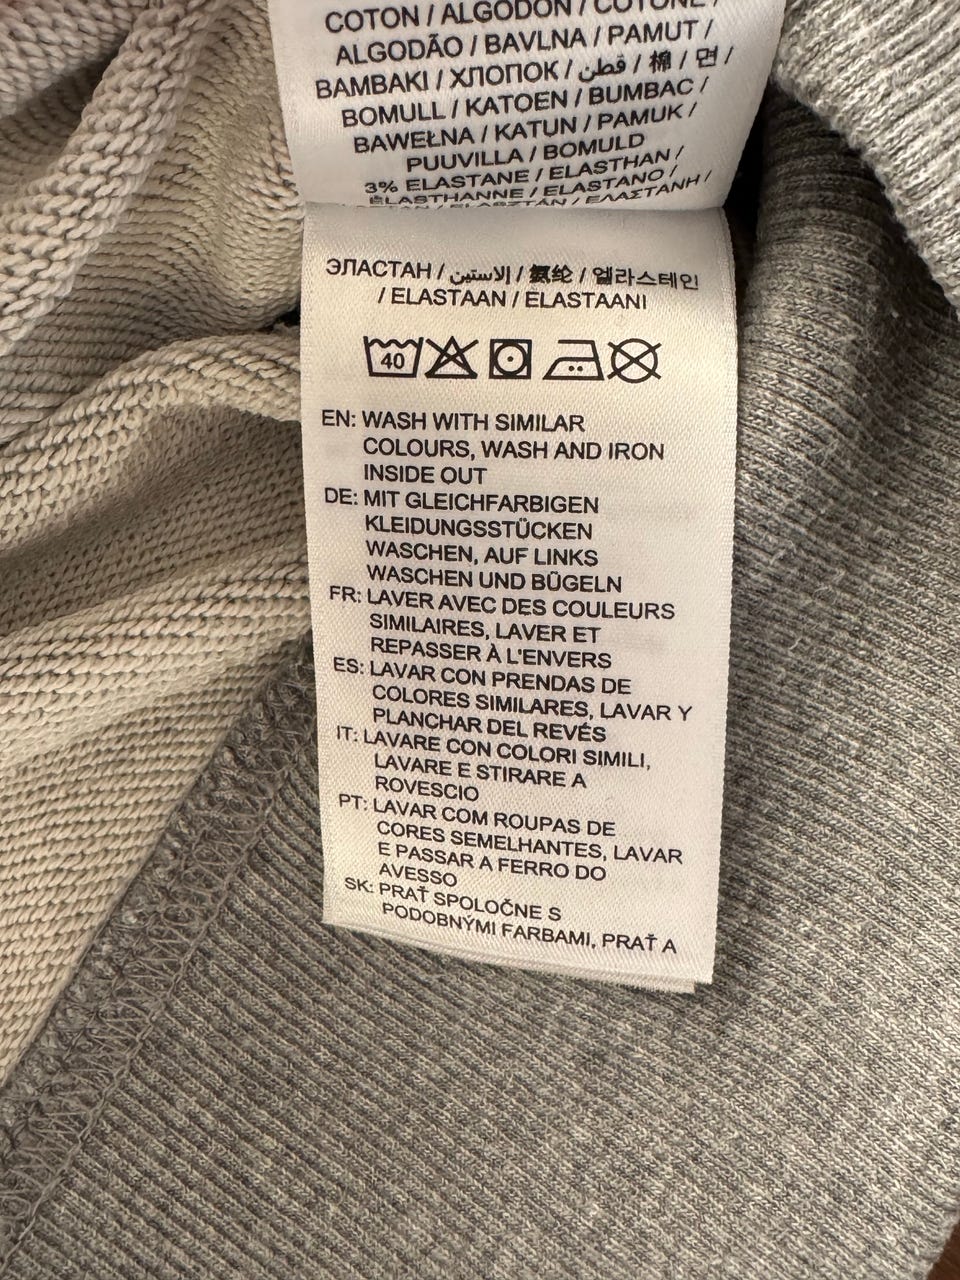 COTON / ALGODÓN / COTONE /
ALGODÃO / BAVLNA / PAMUT /
BAMBAKI / ХЛОПОК / قطن / 棉 / 면 /
BOMULL / KATOEN / BUMBAC /
BAWEŁNA / KATUN / PAMUK /
PUUVILLA / BOMULD
3% ELASTANE / ELASTHAN /
ÉLASTHANNE / ELASTANO /
ELASZTÁN / ΕΛΑΣΤΑΝΗ /
ЭЛАСТАН / الاستين / 氨纶 / 엘라스테인
/ ELASTAAN / ELASTAANI
40
EN: WASH WITH SIMILAR
COLOURS, WASH AND IRON
INSIDE OUT
DE: MIT GLEICHFARBIGEN
KLEIDUNGSSTÜCKEN
WASCHEN, AUF LINKS
WASCHEN UND BÜGELN
FR: LAVER AVEC DES COULEURS
SIMILAIRES, LAVER ET
REPASSER À L'ENVERS
ES: LAVAR CON PRENDAS DE
COLORES SIMILARES, LAVAR Y
PLANCHAR DEL REVÉS
IT: LAVARE CON COLORI SIMILI,
LAVARE E STIRARE A
ROVESCIO
PT: LAVAR COM ROUPAS DE
CORES SEMELHANTES, LAVAR
E PASSAR A FERRO DO
AVESSO
SK: PRAŤ SPOLOČNE S
PODOBNÝMI FARBAMI, PRAŤ A